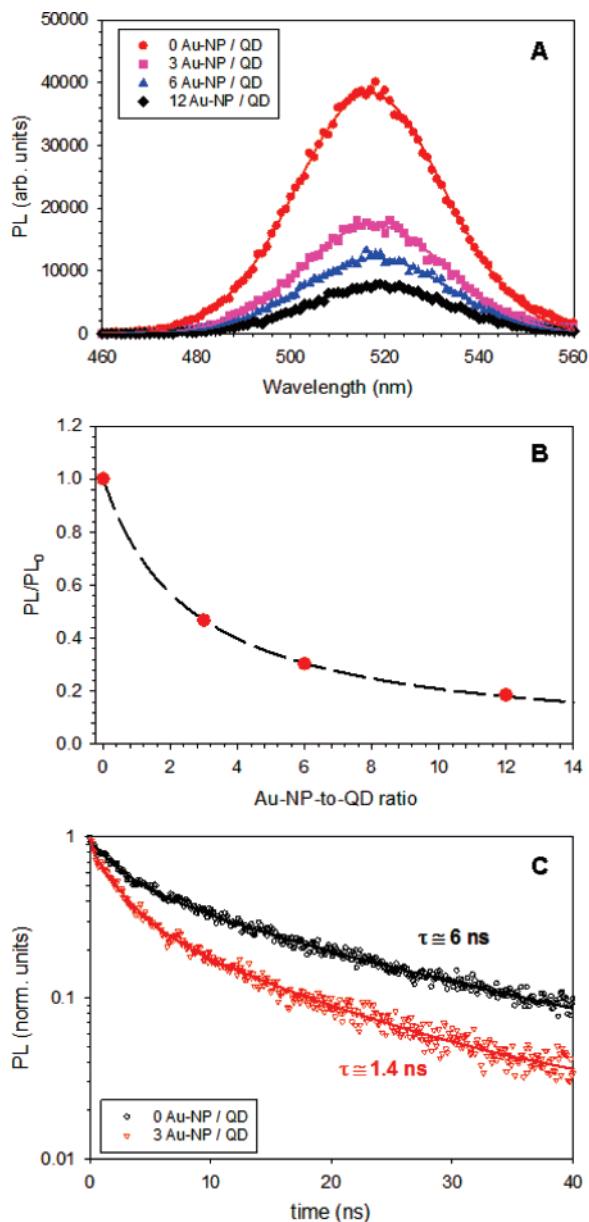 A
0 Au-NP / QD
3 Au-NP / QD
6 Au-NP / QD
12 Au-NP / QD
PL (arb. units)
50000
40000
30000
20000
10000
0
460 480 500 520 540 560
Wavelength (nm)
B
PL/PL₀
1.2
1.0
0.8
0.6
0.4
0.2
0.0
0 2 4 6 8 10 12 14
Au-NP-to-QD ratio
C
PL (norm. units)
1
0.1
0.01
τ ≅ 6 ns
τ ≅ 1.4 ns
0 Au-NP / QD
3 Au-NP / QD
0 10 20 30 40
time (ns)